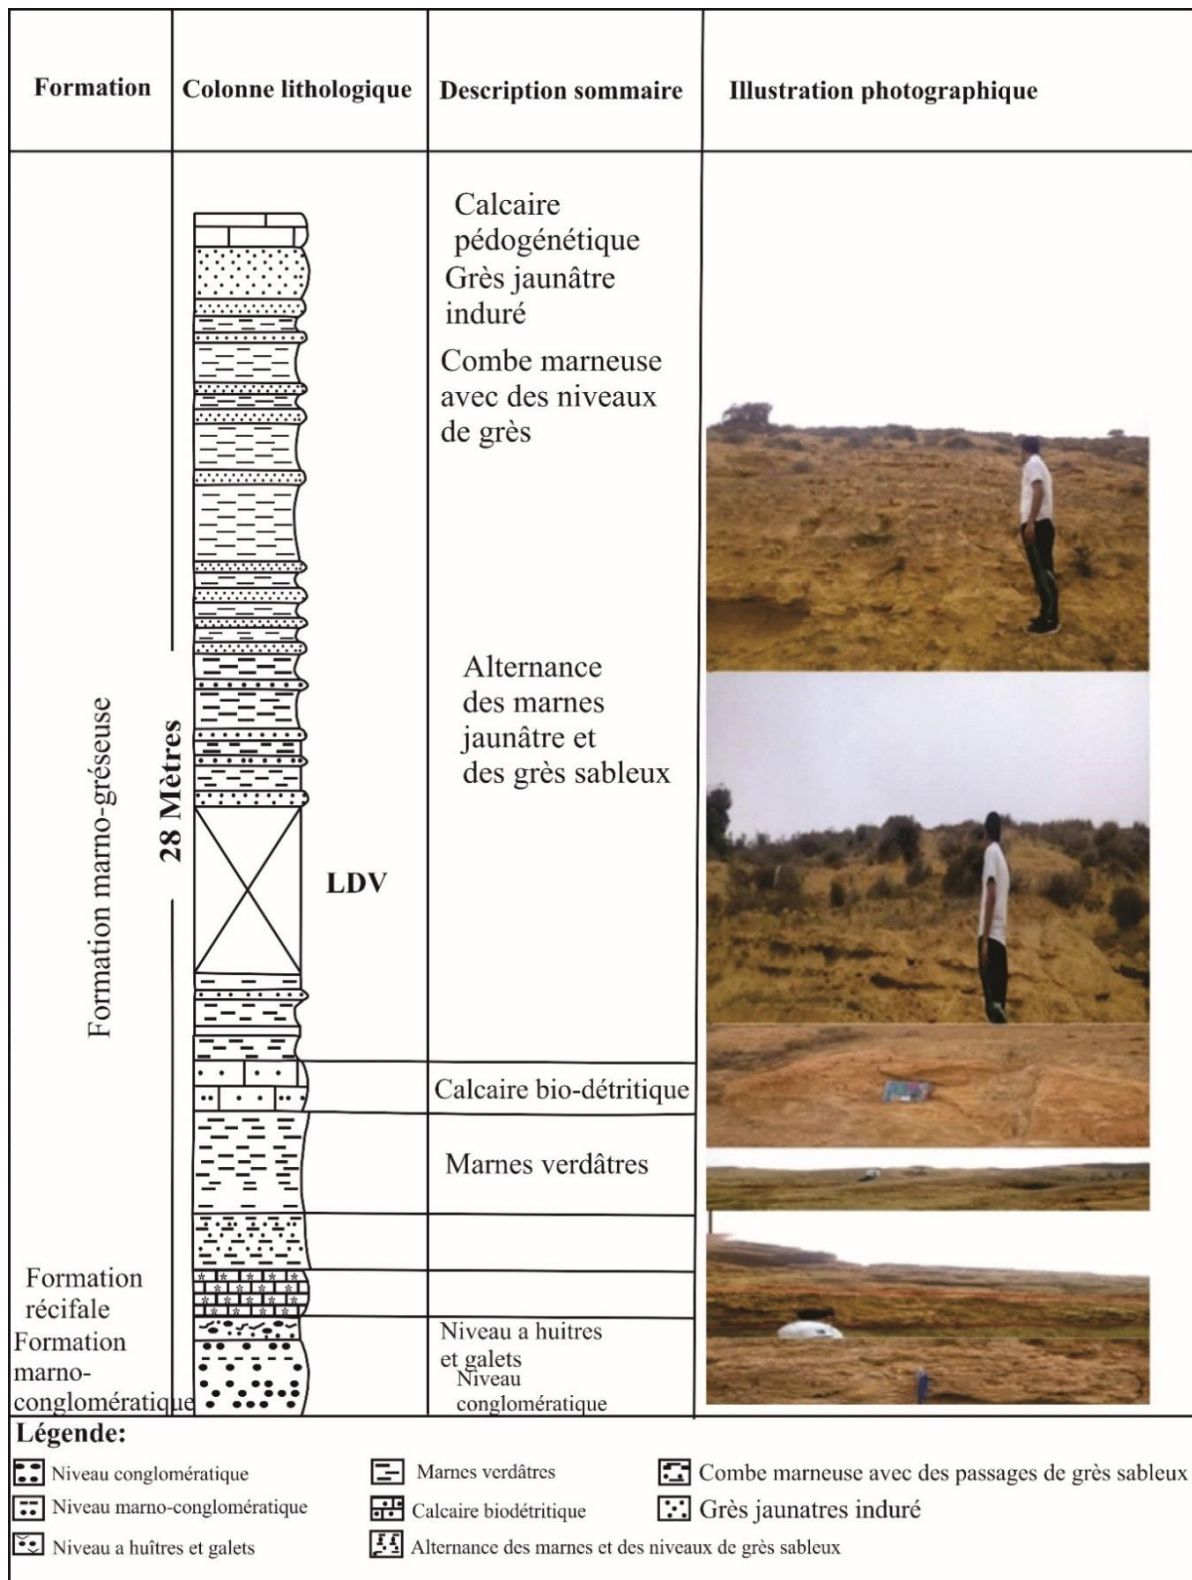 Formation
Colonne lithologique
Description sommaire
Illustration photographique
Calcaire
pédogénétique
Grès jaunâtre
induré
Combe marneuse
avec des niveaux
de grès
Formation marno-gréseuse
28 Mètres
Alternance
des marnes
jaunâtre et
des grès sableux
LDV
Calcaire bio-détritique
Marnes verdâtres
Formation
récifale
Formation
marno-
conglomératique
Niveau a huitres
et galets
Niveau
conglomératique
Légende:
Niveau conglomératique
Niveau marno-conglomératique
Niveau a huîtres et galets
Marnes verdâtres
Calcaire biodétritique
Alternance des marnes et des niveaux de grès sableux
Combe marneuse avec des passages de grès sableux
Grès jaunatres induré